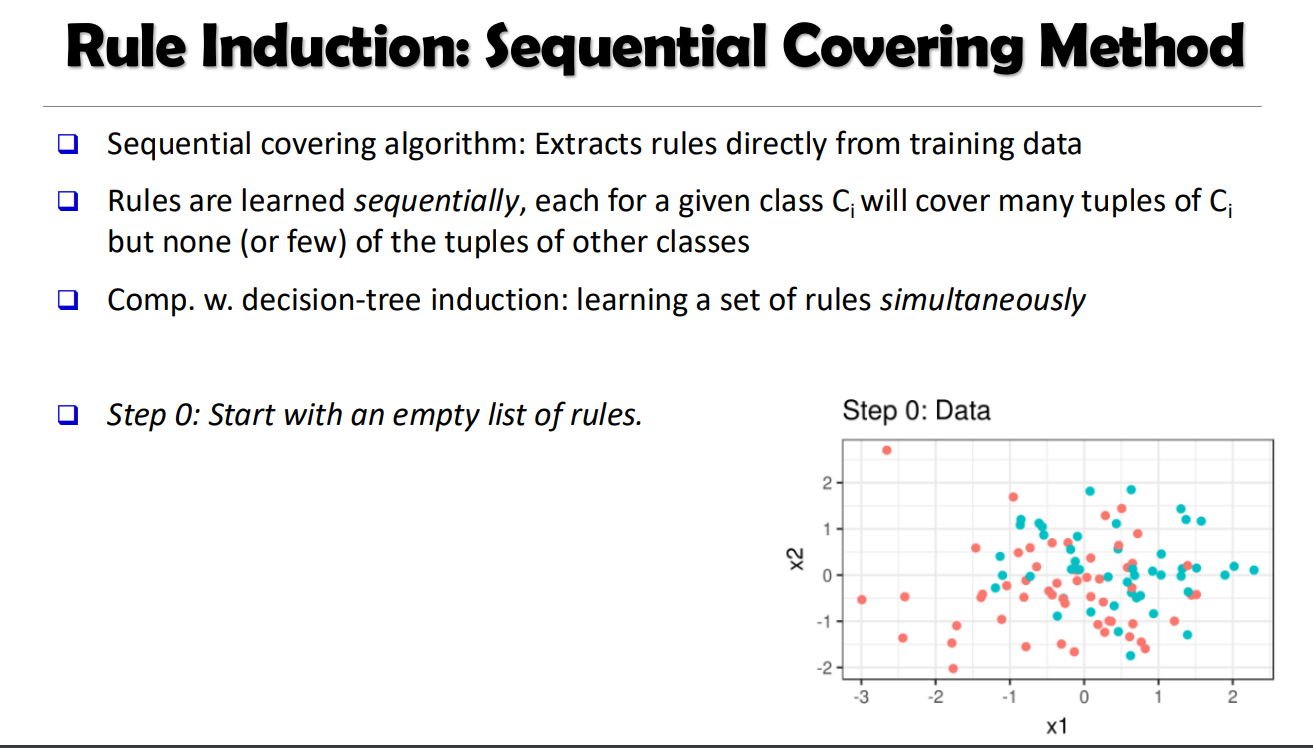 Rule Induction: Sequential Covering Method
Sequential covering algorithm: Extracts rules directly from training data
Rules are learned sequentially, each for a given class Ci will cover many tuples of Ci
but none (or few) of the tuples of other classes
Comp. w. decision-tree induction: learning a set of rules simultaneously
Step 0: Start with an empty list of rules.
Step 0: Data
2
1
0
-1
-2
x2
-3 -2 -1 0 1 2
x1